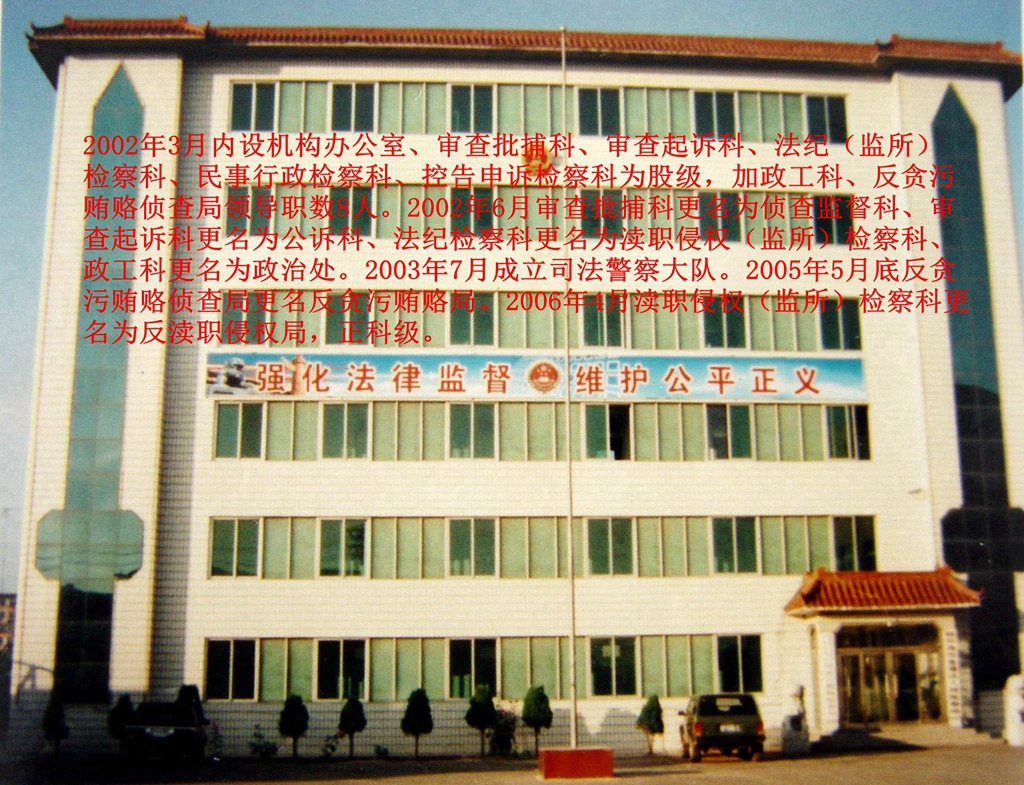 2002年3月内设机构办公室、审查批捕科、审查起诉科、法纪（监所）
检察科、民事行政检察科、控告申诉检察科为股级，加政工科、反贪污
贿赂侦查局领导职数8人。2002年6月审查批捕科更名为侦查监督科、审
查起诉科更名为公诉科、法纪检察科更名为渎职侵权（监所）检察科、
政工科更名为政治处。2003年7月成立司法警察大队。2005年5月底反贪
污贿赂侦查局更名反贪污贿赂局。2006年4月渎职侵权（监所）检察科更
名为反渎职侵权局，正科级。
强化法律监督 维护公平正义